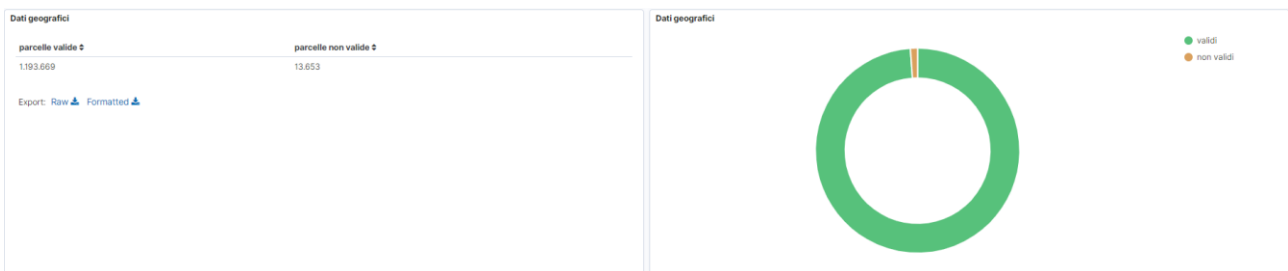 Dati geografici
parcelle valide parcelle non valide
1.193.669 13.653
Export: Raw Formatted
Dati geografici
validi
non validi